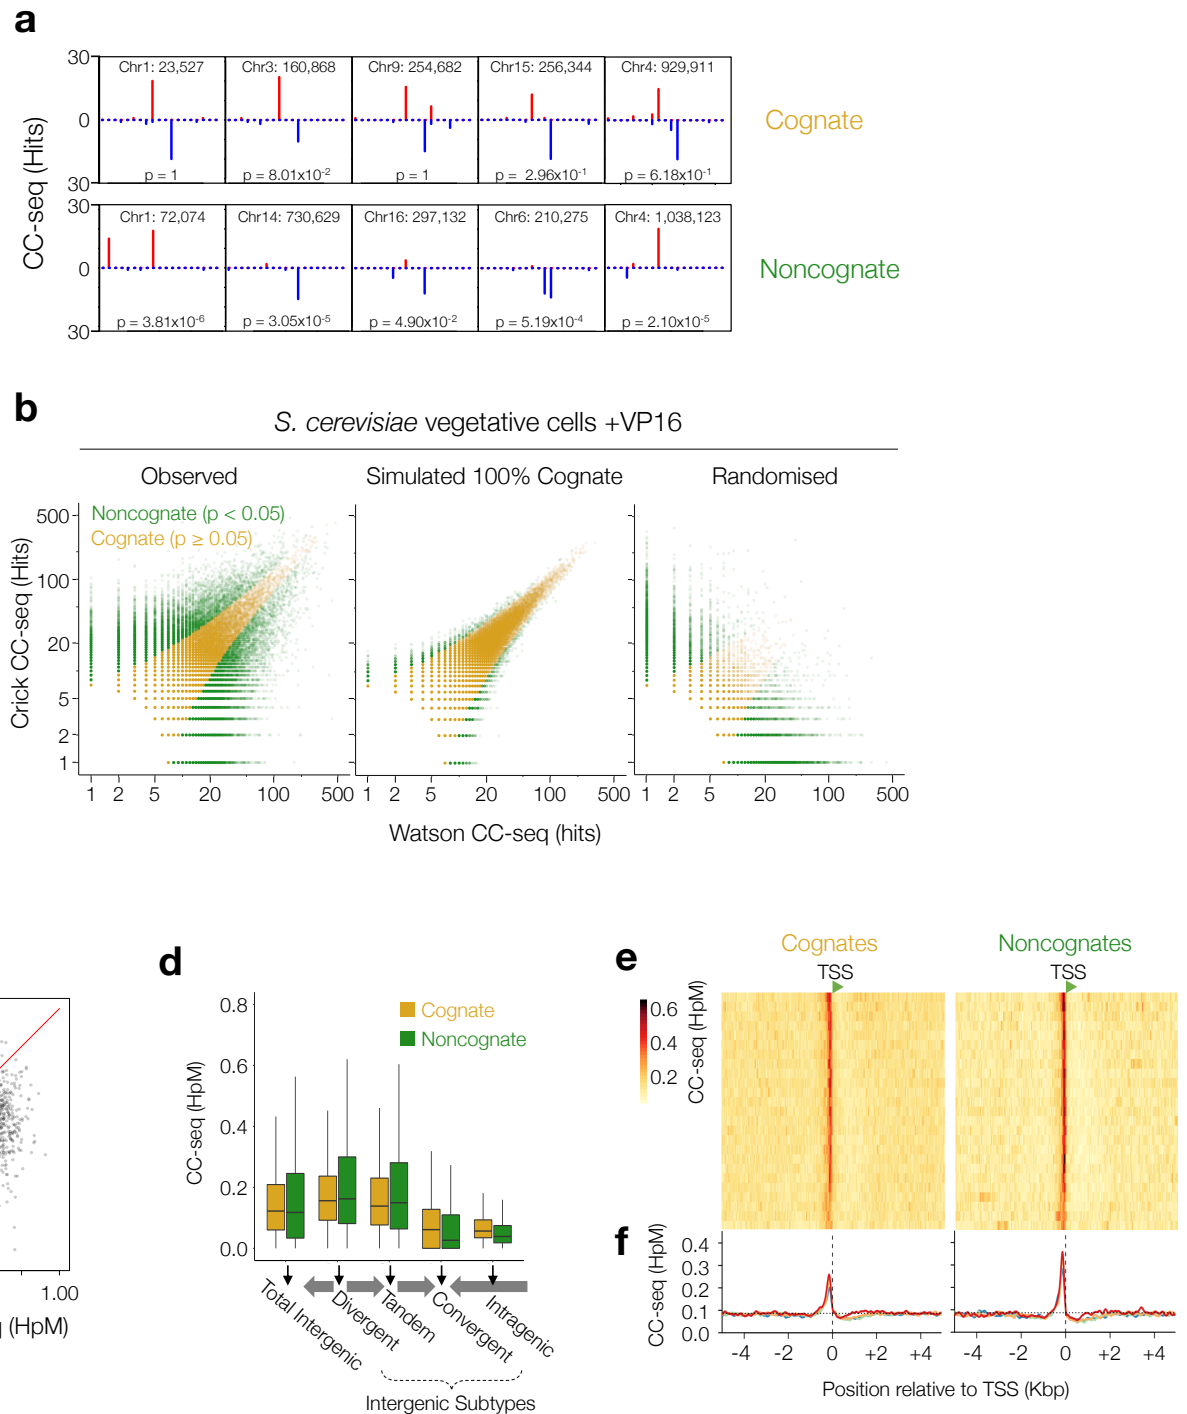 a
30
0
30
CC-seq (Hits)
Chr1: 23,527
p = 1
Chr3: 160,868
p = 8.01x10-2
Chr9: 254,682
p = 1
Chr15: 256,344
p = 2.96x10-1
Chr4: 929,911
p = 6.18x10-1
Cognate
30
0
30
Chr1: 72,074
p = 3.81x10-6
Chr14: 730,629
p = 3.05x10-5
Chr16: 297,132
p = 4.90x10-2
Chr6: 210,275
p = 5.19x10-4
Chr4: 1,038,123
p = 2.10x10-5
Noncognate
b
S. cerevisiae vegetative cells +VP16
Observed
Simulated 100% Cognate
Randomised
Noncognate (p < 0.05)
Cognate (p ≥ 0.05)
Crick CC-seq (Hits)
500
100
20
5
2
1
1 2 5 20 100 500
1 2 5 20 100 500
1 2 5 20 100 500
Watson CC-seq (hits)
1.00
(HpM)
d
CC-seq (HpM)
0.8
0.6
0.4
0.2
0.0
Cognate
Noncognate
Total Intergenic
Divergent
Tandem
Convergent
Intragenic
Intergenic Subtypes
e
Cognates
TSS
Noncognates
TSS
0.6
0.4
0.2
CC-seq (HpM)
f
CC-seq (HpM)
0.4
0.3
0.2
0.1
0.0
-4 -2 0 +2 +4
-4 -2 0 +2 +4
Position relative to TSS (Kbp)